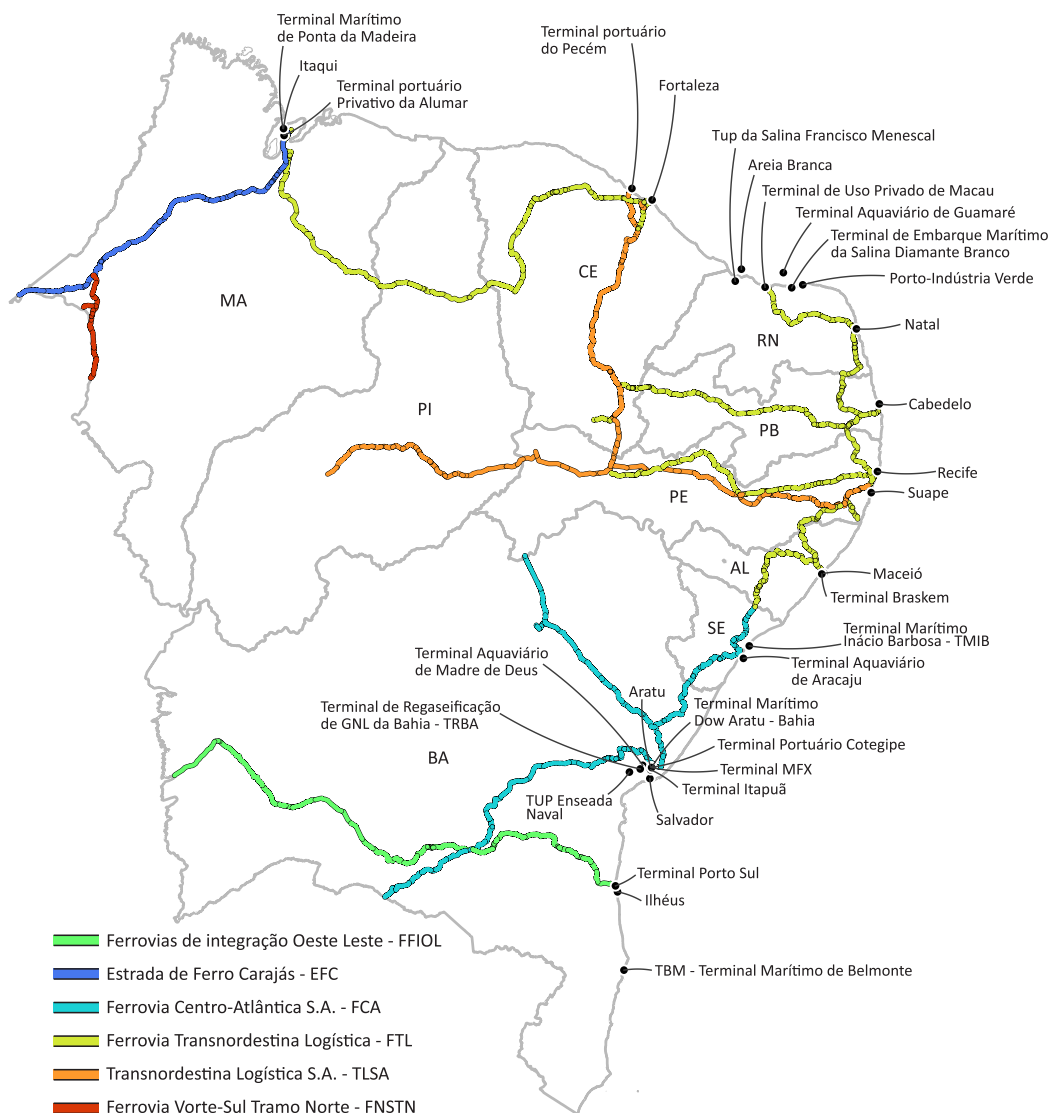 Terminal Marítimo
de Ponta da Madeira
Itaqui
Terminal portuário
Privativo da Alumar
Terminal portuário
do Pecém
Fortaleza
Tup da Salina Francisco Menescal
Areia Branca
Terminal de Uso Privado de Macau
Terminal Aquaviário de Guamaré
Terminal de Embarque Marítimo
da Salina Diamante Branco
Porto-Indústria Verde
CE
MA
RN
Natal
PI
Cabedelo
PB
Recife
PE
Suape
AL
Maceió
Terminal Braskem
SE
Terminal Marítimo
Inácio Barbosa - TMIB
Terminal Aquaviário
de Aracaju
Terminal Aquaviário
de Madre de Deus
Aratu
Terminal Marítimo
Dow Aratu - Bahia
Terminal de Regaseificação
de GNL da Bahia - TRBA
Terminal Portuário Cotegipe
BA
Terminal MFX
Terminal Itapuã
TUP Enseada
Naval
Salvador
Terminal Porto Sul
Ilhéus
TBM - Terminal Marítimo de Belmonte
Ferrovias de integração Oeste Leste - FFIOL
Estrada de Ferro Carajás - EFC
Ferrovia Centro-Atlântica S.A. - FCA
Ferrovia Transnordestina Logística - FTL
Transnordestina Logística S.A. - TLSA
Ferrovia Vorte-Sul Tramo Norte - FNSTN